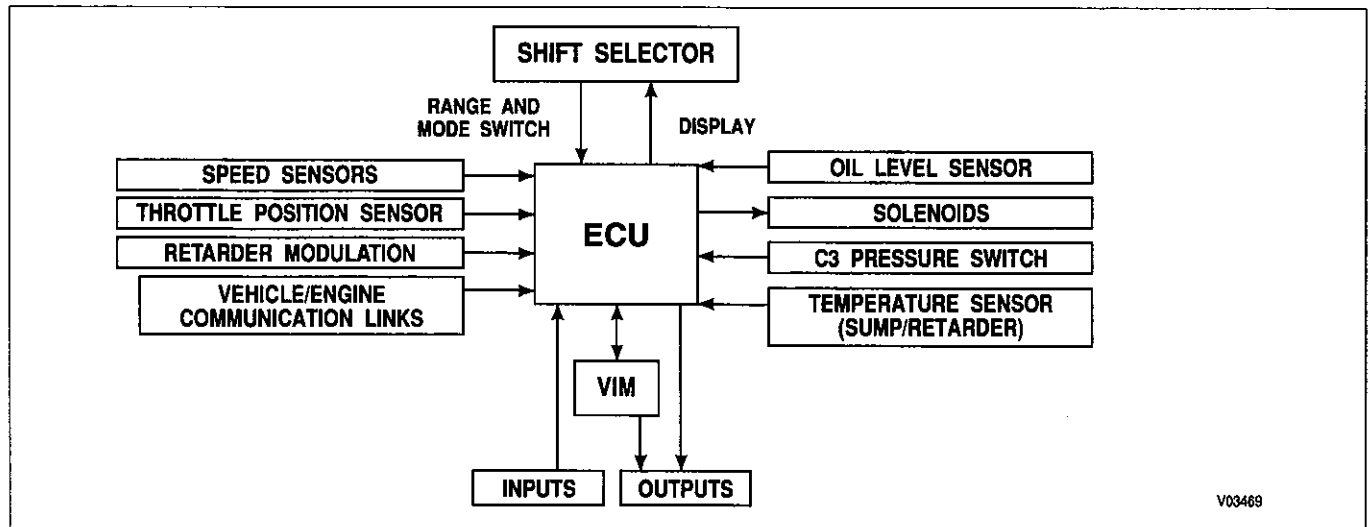 SHIFT SELECTOR
RANGE AND
MODE SWITCH
DISPLAY
SPEED SENSORS
THROTTLE POSITION SENSOR
RETARDER MODULATION
VEHICLE/ENGINE
COMMUNICATION LINKS
ECU
OIL LEVEL SENSOR
SOLENOIDS
C3 PRESSURE SWITCH
TEMPERATURE SENSOR
(SUMP/RETARDER)
VIM
INPUTS
OUTPUTS
V03469